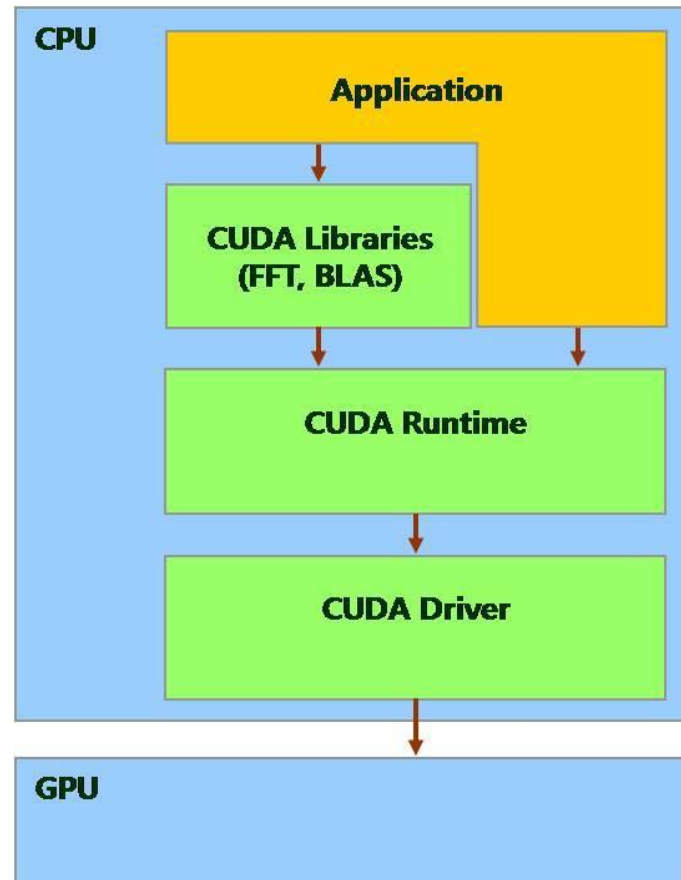 CPU
Application
CUDA Libraries
(FFT, BLAS)
CUDA Runtime
CUDA Driver
GPU